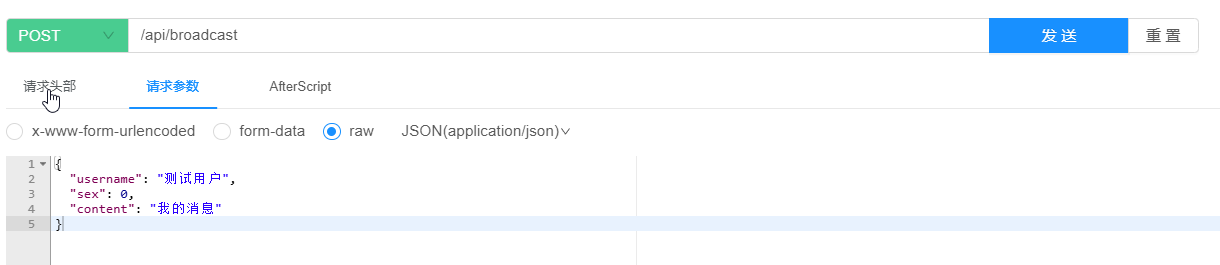 POST /api/broadcast 发 送 重 置
请求头部 请求参数 AfterScript
x-www-form-urlencoded form-data raw JSON(application/json)
1 {
2 "username": "测试用户",
3 "sex": 0,
4 "content": "我的消息"
5 }